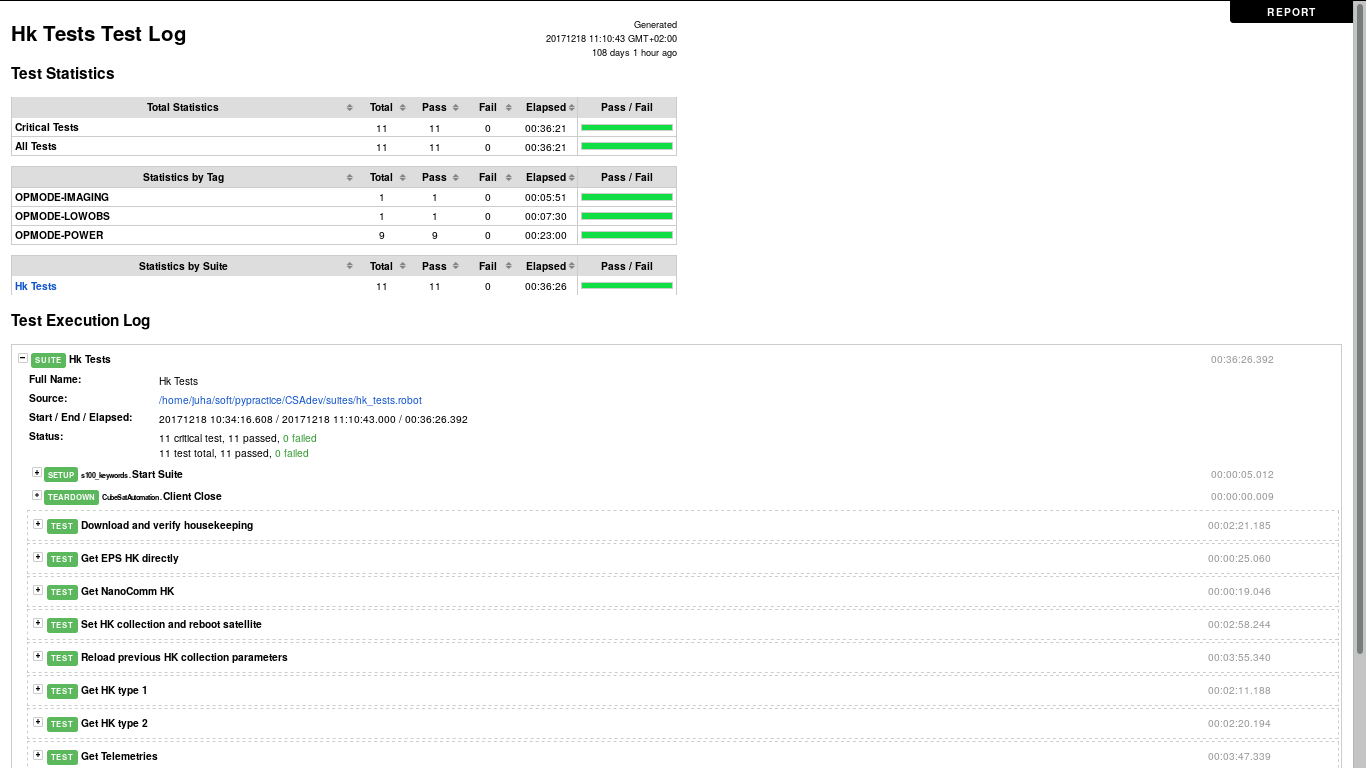 REPORT
Hk Tests Test Log
Generated
20171218 11:10:43 GMT+02:00
108 days 1 hour ago
Test Statistics
Total Statistics Total Pass Fail Elapsed Pass / Fail
Critical Tests 11 11 0 00:36:21
All Tests 11 11 0 00:36:21
Statistics by Tag Total Pass Fail Elapsed Pass / Fail
OPMODE-IMAGING 1 1 0 00:05:51
OPMODE-LOWOBS 1 1 0 00:07:30
OPMODE-POWER 9 9 0 00:23:00
Statistics by Suite Total Pass Fail Elapsed Pass / Fail
Hk Tests 11 11 0 00:36:26
Test Execution Log
SUITE Hk Tests 00:36:26.392
Full Name: Hk Tests
Source: /home/juha/soft/pypractice/CSAdev/suites/hk_tests.robot
Start / End / Elapsed: 20171218 10:34:16.608 / 20171218 11:10:43.000 / 00:36:26.392
Status: 11 critical test, 11 passed, 0 failed
11 test total, 11 passed, 0 failed
SETUP s100_keywords.Start Suite 00:00:05.012
TEARDOWN CubeSatAutomation.Client Close 00:00:00.009
TEST Download and verify housekeeping 00:02:21.185
TEST Get EPS HK directly 00:00:25.060
TEST Get NanoComm HK 00:00:19.046
TEST Set HK collection and reboot satellite 00:02:58.244
TEST Reload previous HK collection parameters 00:03:55.340
TEST Get HK type 1 00:02:11.188
TEST Get HK type 2 00:02:20.194
TEST Get Telemetries 00:03:47.339